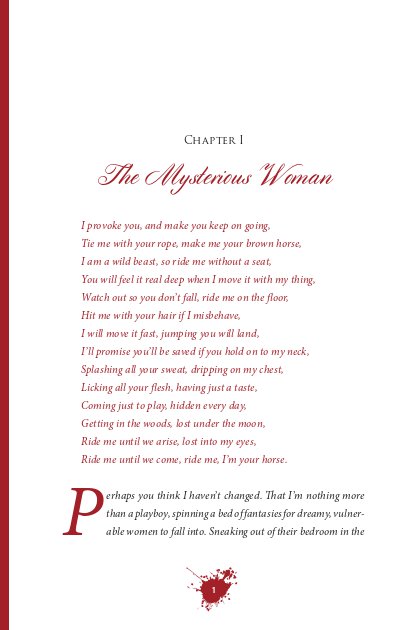 Chapter I
The Mysterious Woman
I provoke you, and make you keep on going,
Tie me with your rope, make me your brown horse,
I am a wild beast, so ride me without a seat,
You will feel it real deep when I move it with my thing,
Watch out so you don't fall, ride me on the floor,
Hit me with your hair if I misbehave,
I will move it fast, jumping you will land,
I'll promise you'll be saved if you hold on to my neck,
Splashing all your sweat, dripping on my chest,
Licking all your flesh, having just a taste,
Coming just to play, hidden every day,
Getting in the woods, lost under the moon,
Ride me until we arise, lost into my eyes,
Ride me until we come, ride me, I'm your horse.
Perhaps you think I haven't changed. That I'm nothing more
than a playboy, spinning a bed of fantasies for dreamy, vulner-
able women to fall into. Sneaking out of their bedroom in the
1